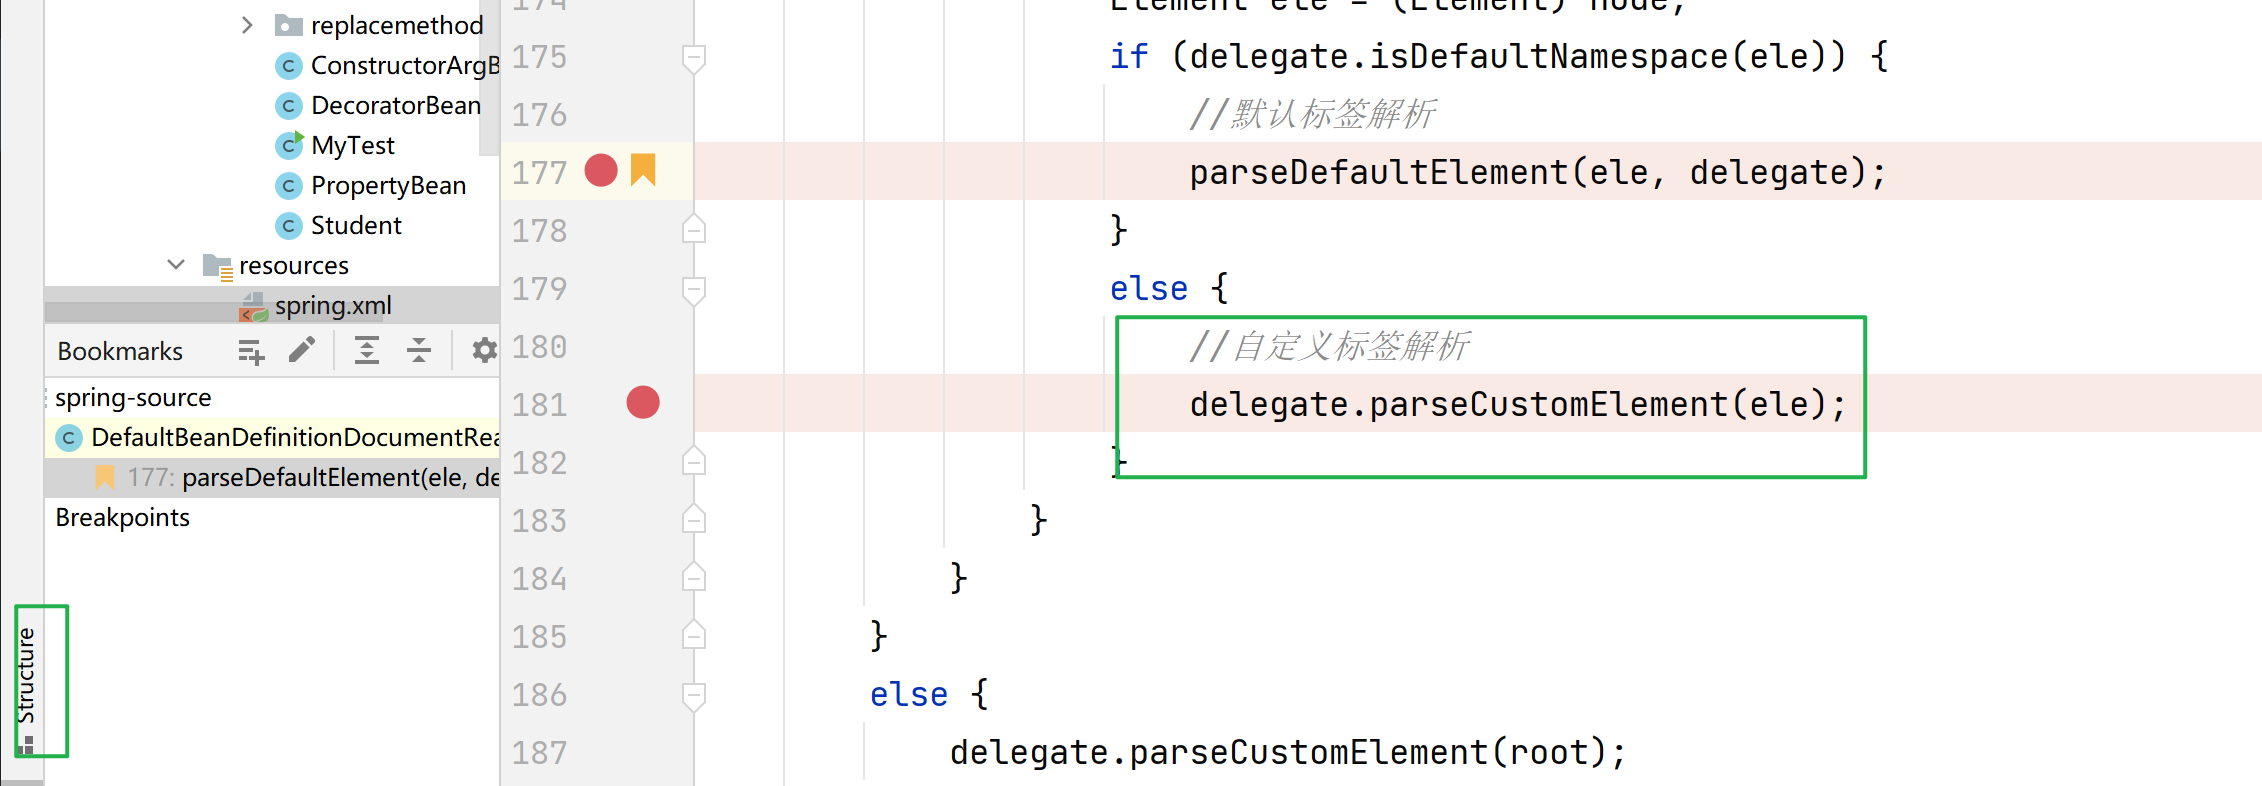 replacemethod
ConstructorArgB
DecoratorBean
MyTest
PropertyBean
Student
resources
spring.xml
Bookmarks
spring-source
DefaultBeanDefinitionDocumentRea
177: parseDefaultElement(ele, de
Breakpoints
Structure
174 Element ele = (Element) node;
175 if (delegate.isDefaultNamespace(ele)) {
176 //默认标签解析
177 parseDefaultElement(ele, delegate);
178 }
179 else {
180 //自定义标签解析
181 delegate.parseCustomElement(ele);
182 }
183 }
184 }
185 }
186 else {
187 delegate.parseCustomElement(root);